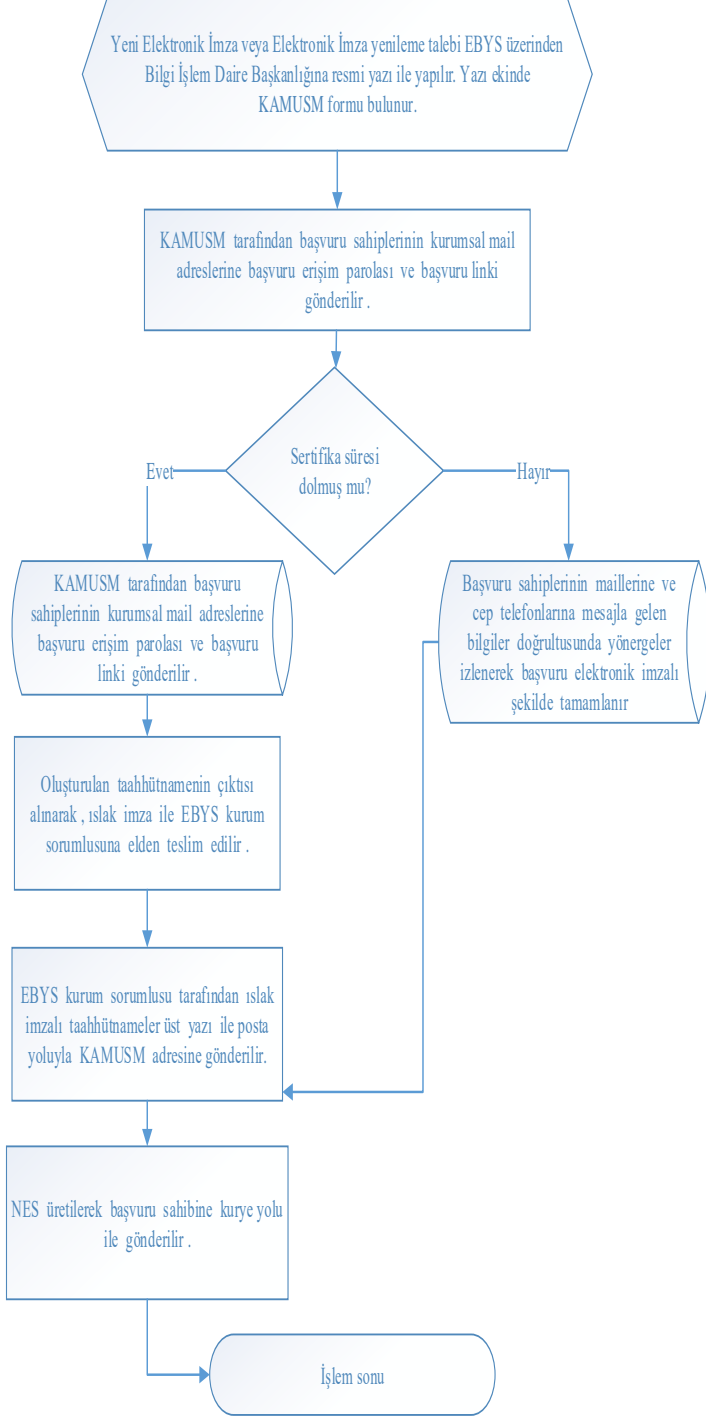 Yeni Elektronik İmza veya Elektronik İmza yenileme talebi EBYS üzerinden
Bilgi İşlem Daire Başkanlığına resmi yazı ile yapılır. Yazı ekinde
KAMUSM formu bulunur.
KAMUSM tarafından başvuru sahiplerinin kurumsal mail
adreslerine başvuru erişim parolası ve başvuru linki
gönderilir .
Sertifika süresi
dolmuş mu?
Evet
Hayır
KAMUSM tarafından başvuru
sahiplerinin kurumsal mail adreslerine
başvuru erişim parolası ve başvuru
linki gönderilir .
Başvuru sahiplerinin maillerine ve
cep telefonlarına mesajla gelen
bilgiler doğrultusunda yönergeler
izlenerek başvuru elektronik imzalı
şekilde tamamlanır
Oluşturulan taahhütnamenin çıktısı
alınarak , ıslak imza ile EBYS kurum
sorumlusuna elden teslim edilir .
EBYS kurum sorumlusu tarafından ıslak
imzalı taahhütnameler üst yazı ile posta
yoluyla KAMUSM adresine gönderilir.
NES üretilerek başvuru sahibine kurye yolu
ile gönderilir .
İşlem sonu